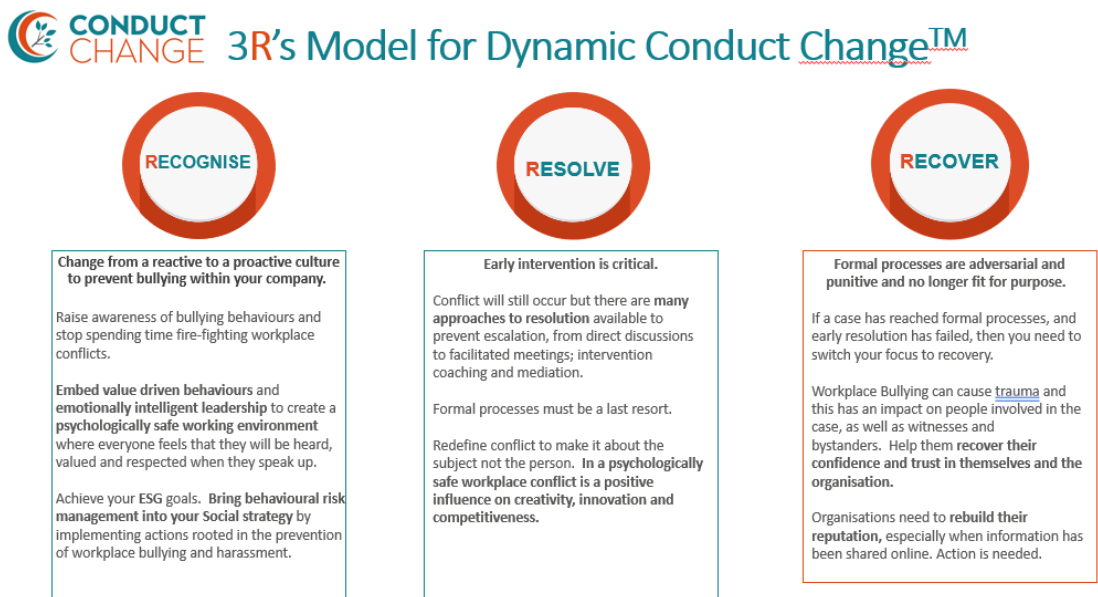 CONDUCT
CHANGE
3R's Model for Dynamic Conduct Change™
RECOGNISE
Change from a reactive to a proactive culture
to prevent bullying within your company.
Raise awareness of bullying behaviours and
stop spending time fire-fighting workplace
conflicts.
Embed value driven behaviours and
emotionally intelligent leadership to create a
psychologically safe working environment
where everyone feels that they will be heard,
valued and respected when they speak up.
Achieve your ESG goals.  Bring behavioural risk
management into your Social strategy by
implementing actions rooted in the prevention
of workplace bullying and harassment.
RESOLVE
Early intervention is critical.
Conflict will still occur but there are many
approaches to resolution available to
prevent escalation, from direct discussions
to facilitated meetings; intervention
coaching and mediation.
Formal processes must be a last resort.
Redefine conflict to make it about the
subject not the person.  In a psychologically
safe workplace conflict is a positive
influence on creativity, innovation and
competitiveness.
RECOVER
Formal processes are adversarial and
punitive and no longer fit for purpose.
If a case has reached formal processes, and
early resolution has failed, then you need to
switch your focus to recovery.
Workplace Bullying can cause trauma and
this has an impact on people involved in the
case, as well as witnesses and
bystanders.  Help them recover their
confidence and trust in themselves and the
organisation.
Organisations need to rebuild their
reputation, especially when information has
been shared online. Action is needed.